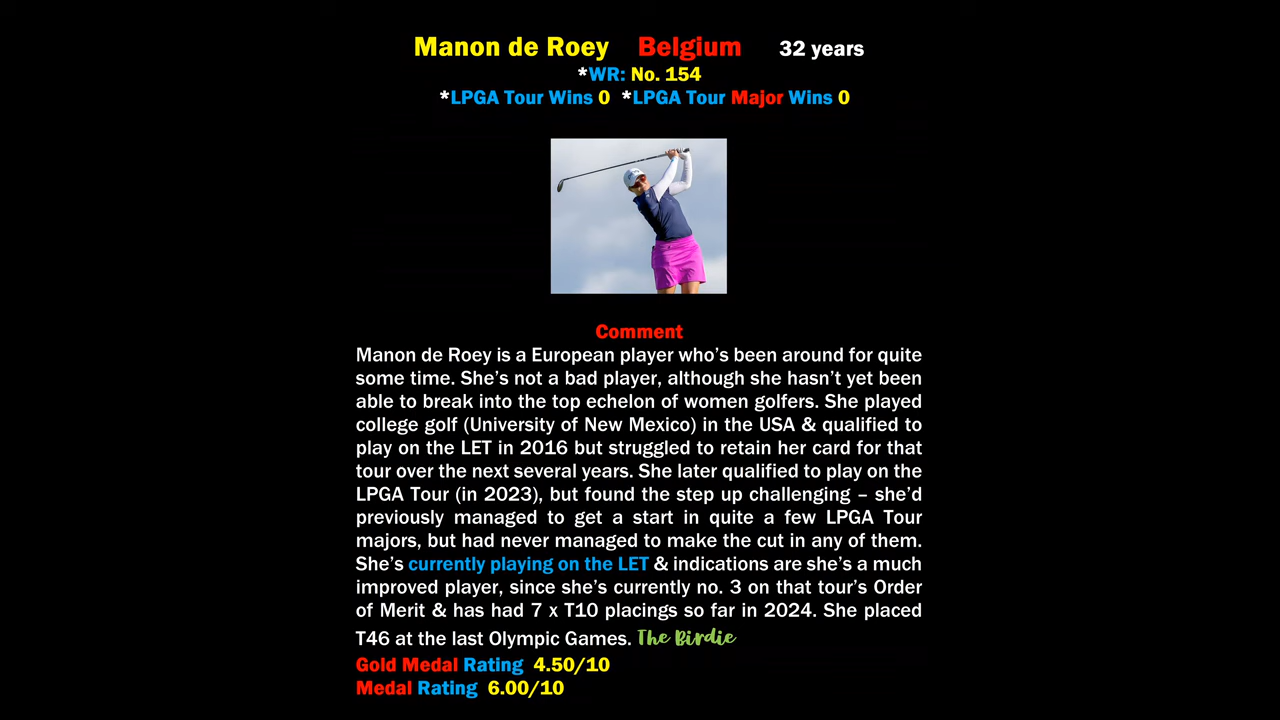 Manon de Roey Belgium 32 years
*WR: No. 154
*LPGA Tour Wins 0 *LPGA Tour Major Wins 0
Comment
Manon de Roey is a European player who's been around for quite
some time. She's not a bad player, although she hasn't yet been
able to break into the top echelon of women golfers. She played
college golf (University of New Mexico) in the USA & qualified to
play on the LET in 2016 but struggled to retain her card for that
tour over the next several years. She later qualified to play on the
LPGA Tour (in 2023), but found the step up challenging – she'd
previously managed to get a start in quite a few LPGA Tour
majors, but had never managed to make the cut in any of them.
She's currently playing on the LET & indications are she's a much
improved player, since she's currently no. 3 on that tour's Order
of Merit & has had 7 x T10 placings so far in 2024. She placed
T46 at the last Olympic Games. The Birdie
Gold Medal Rating 4.50/10
Medal Rating 6.00/10